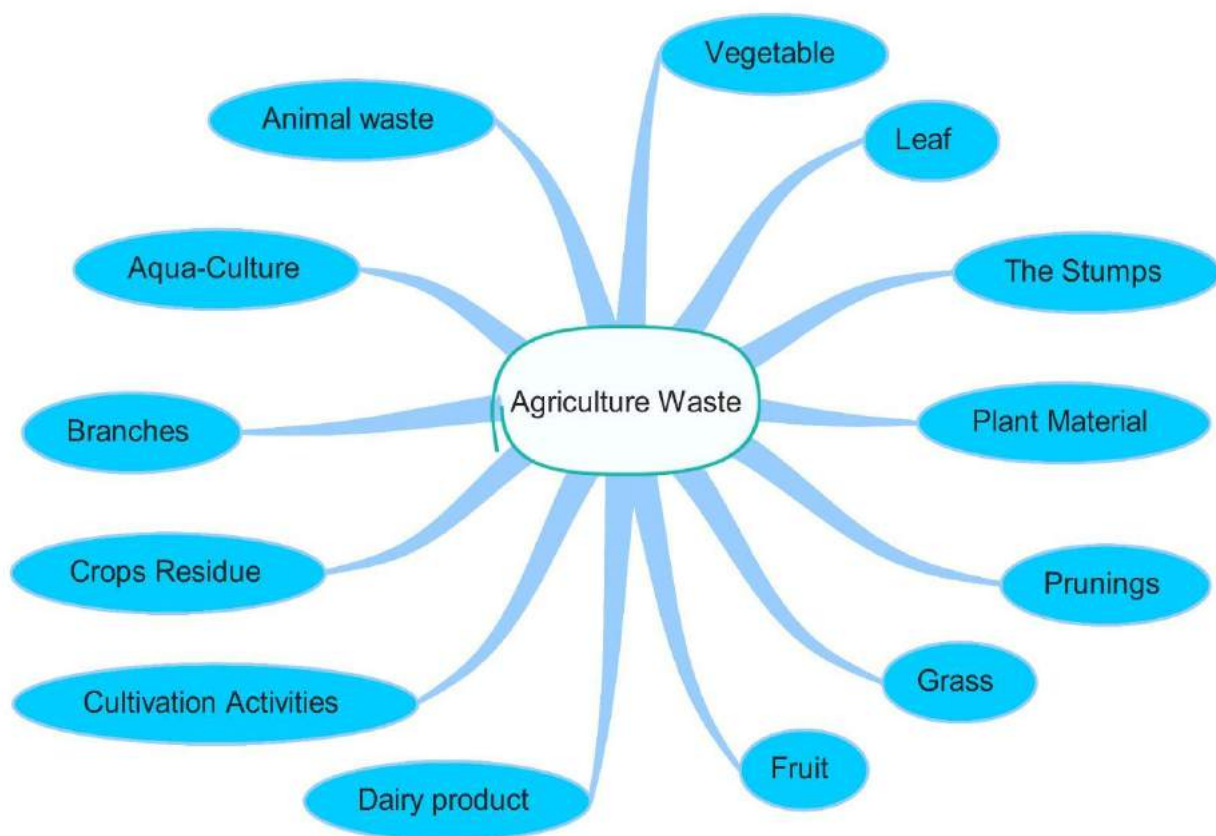 Vegetable
Animal waste
Leaf
Aqua-Culture
The Stumps
Agriculture Waste
Branches
Plant Material
Crops Residue
Prunings
Grass
Cultivation Activities
Fruit
Dairy product